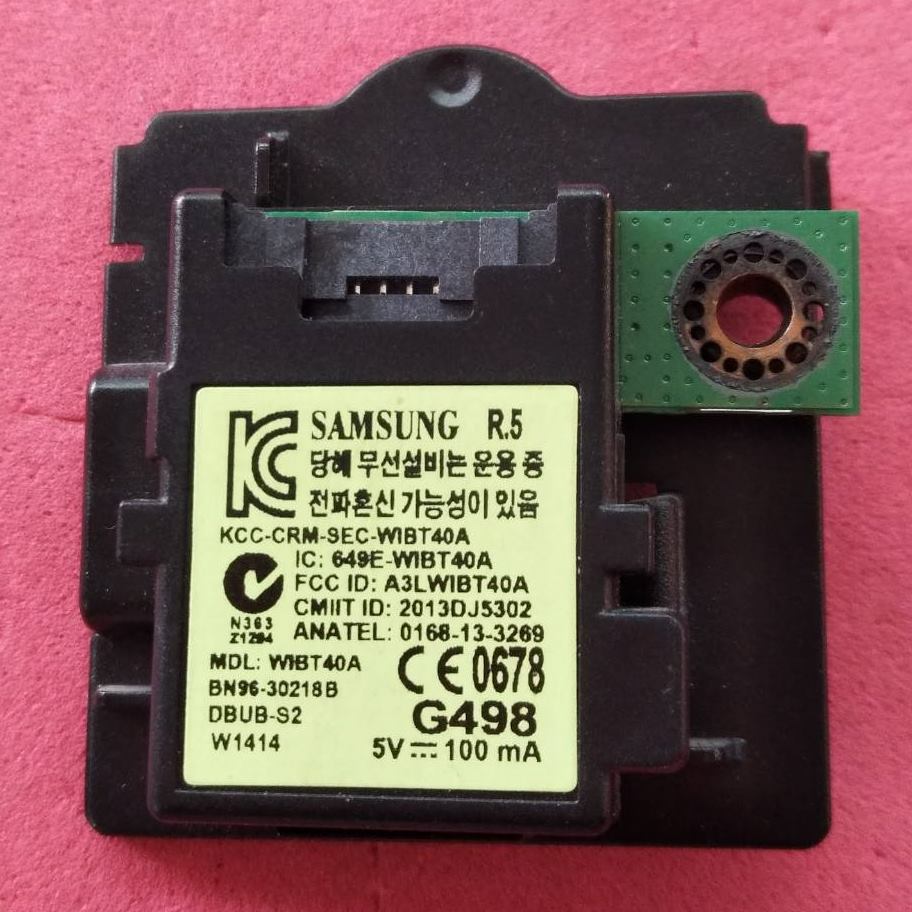 KC SAMSUNG R.5
당해 무선설비는 운용 중
전파혼신 가능성이 있음
KCC-CRM-SEC-WIBT40A
IC: 649E-WIBT40A
FCC ID: A3LWIBT40A
CMIIT ID: 2013DJ5302
N363
Z1294
ANATEL: 0168-13-3269
MDL: WIBT40A
CE0678
BN96-30218B
DBUB-S2
G498
W1414
5V ⎓ 100 mA